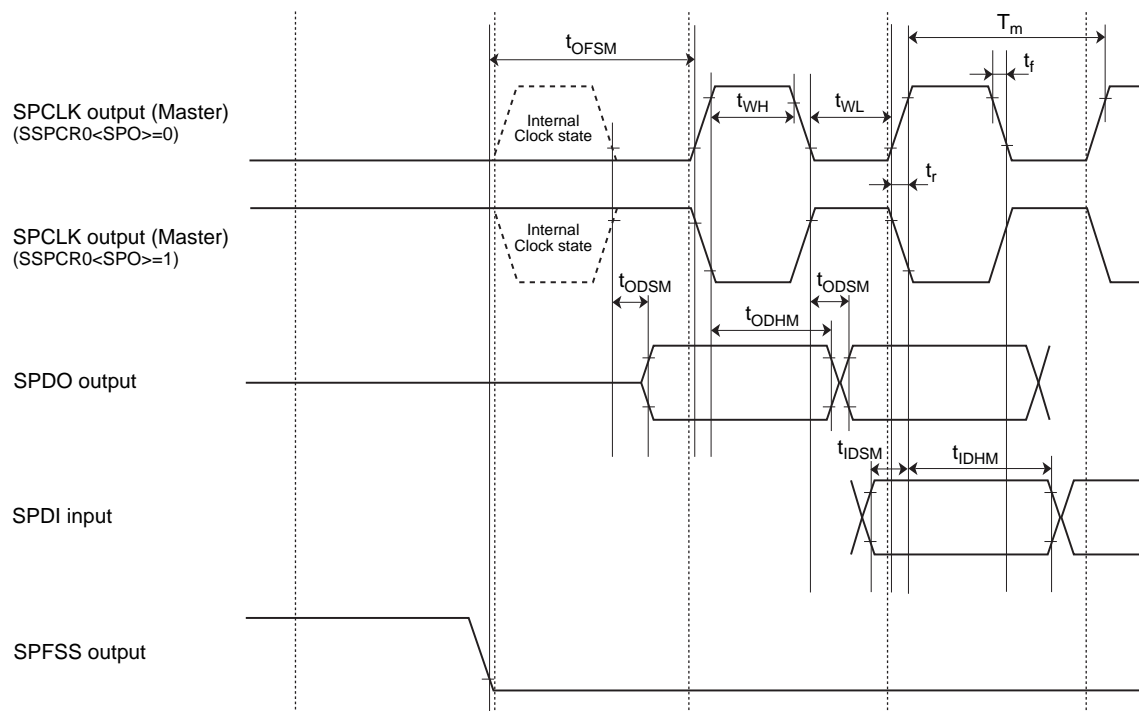 tOFSM
Tm
tf
SPCLK output (Master)
(SSPCR0<SPO>=0)
Internal
Clock state
tWH
tWL
tr
SPCLK output (Master)
(SSPCR0<SPO>=1)
Internal
Clock state
tODSM
tODSM
tODHM
SPDO output
tIDSM
tIDHM
SPDI input
SPFSS output